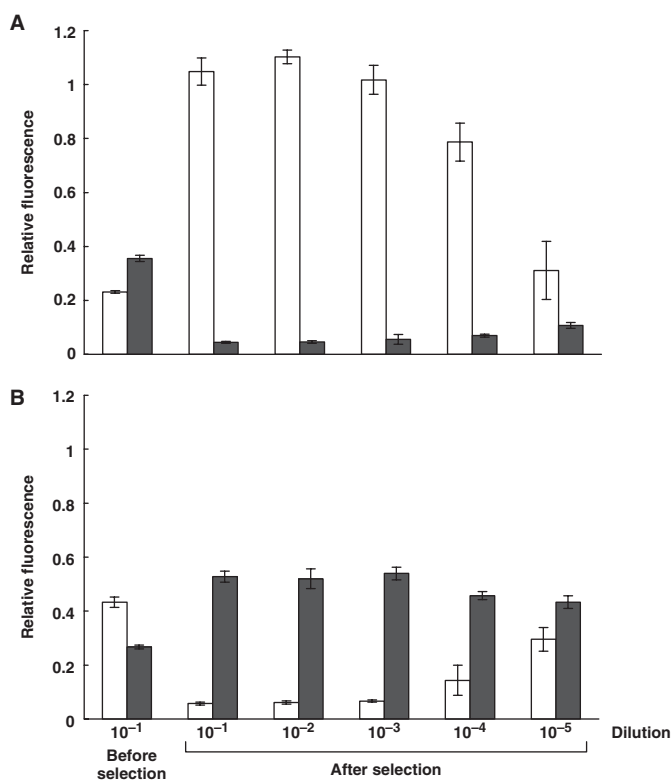 A
Relative fluorescence
1.2
1
0.8
0.6
0.4
0.2
0
B
Relative fluorescence
1.2
1
0.8
0.6
0.4
0.2
0
10⁻¹ 10⁻¹ 10⁻² 10⁻³ 10⁻⁴ 10⁻⁵ Dilution
Before
selection
After selection